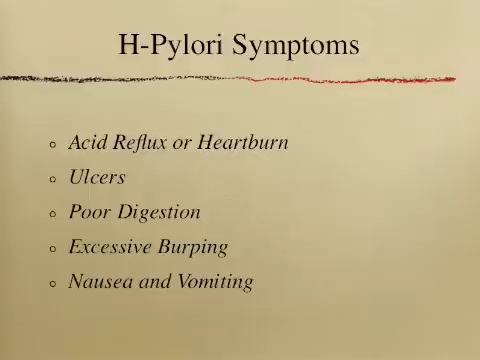 H-Pylori Symptoms
Acid Reflux or Heartburn
Ulcers
Poor Digestion
Excessive Burping
Nausea and Vomiting